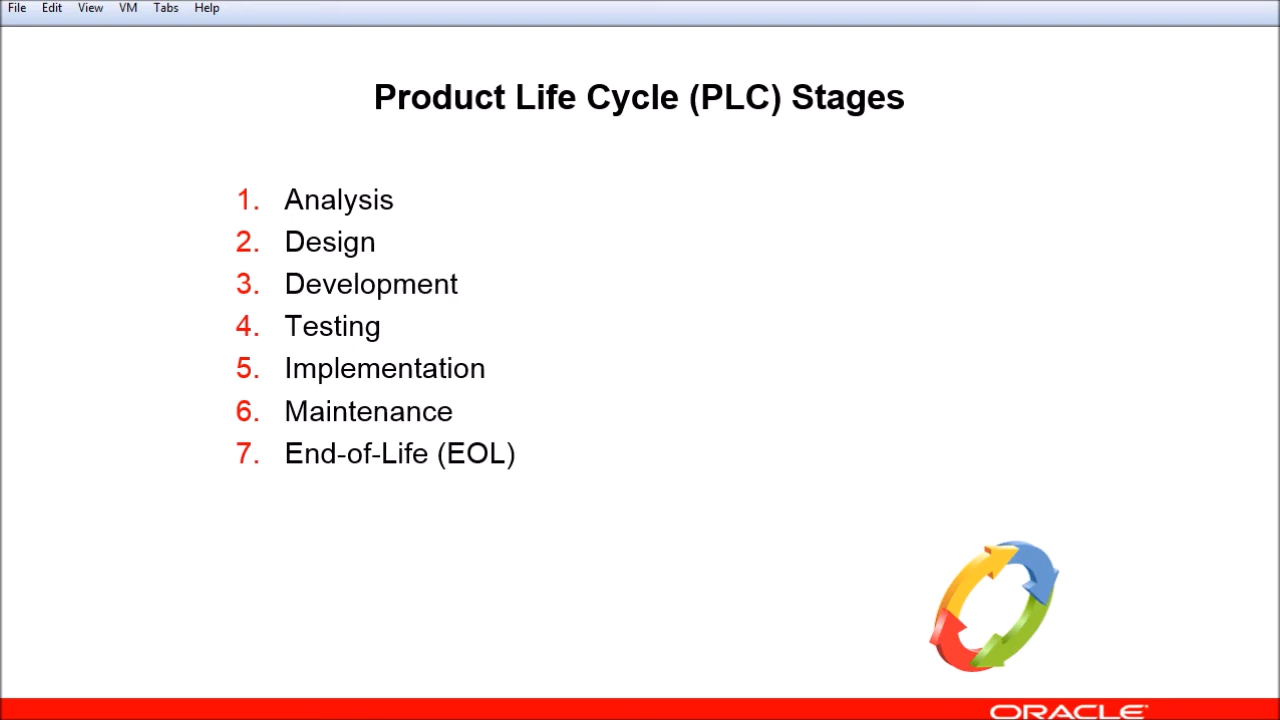 File Edit View VM Tabs Help
Product Life Cycle (PLC) Stages
1. Analysis
2. Design
3. Development
4. Testing
5. Implementation
6. Maintenance
7. End-of-Life (EOL)
ORACLE